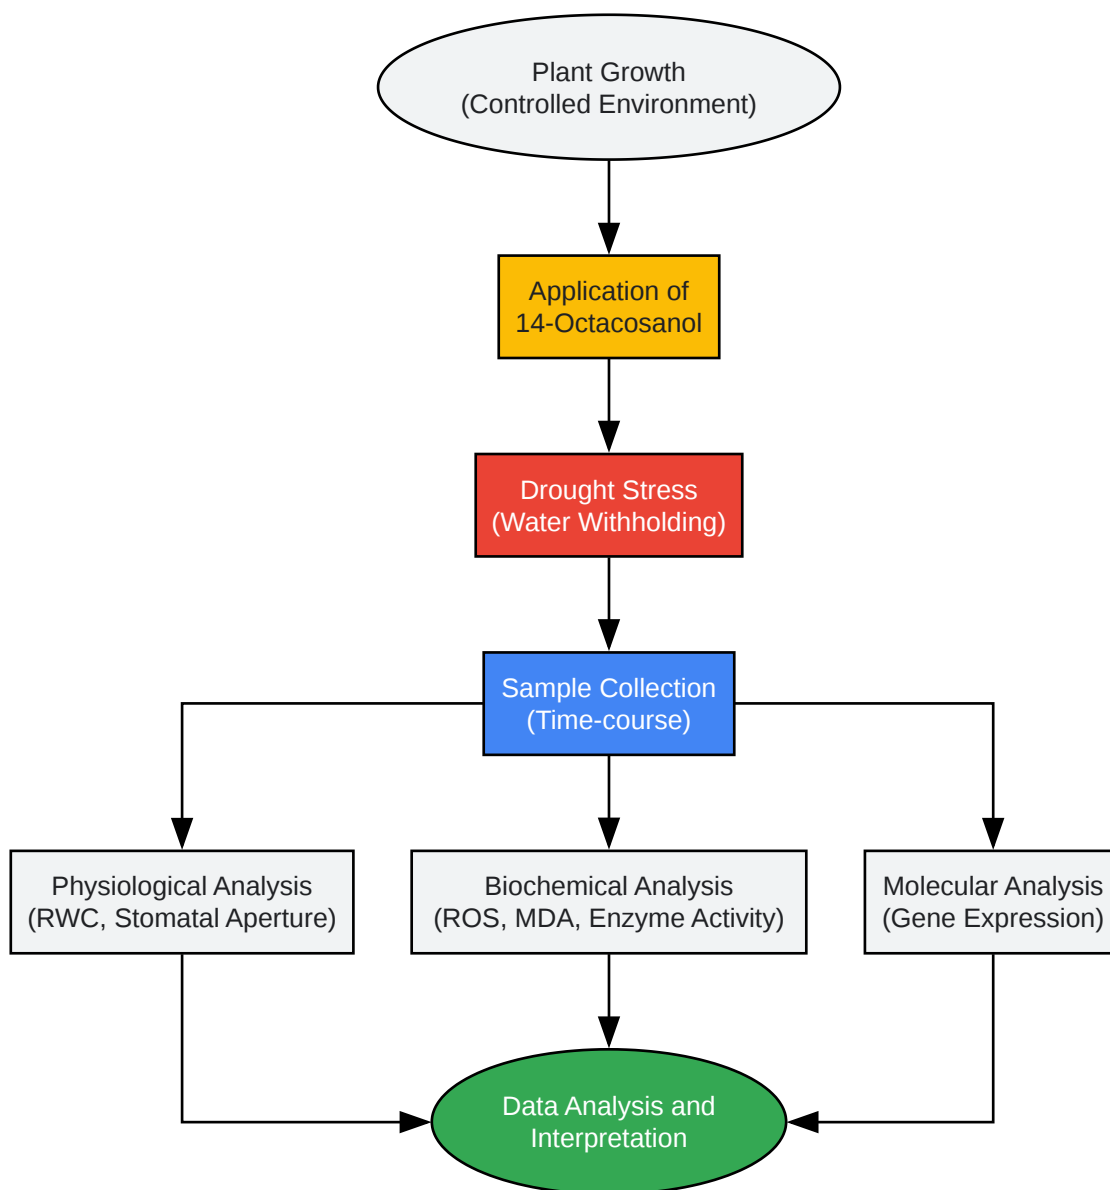 Plant Growth
(Controlled Environment)
Application of
14-Octacosanol
Drought Stress
(Water Withholding)
Sample Collection
(Time-course)
Physiological Analysis
(RWC, Stomatal Aperture)
Biochemical Analysis
(ROS, MDA, Enzyme Activity)
Molecular Analysis
(Gene Expression)
Data Analysis and
Interpretation